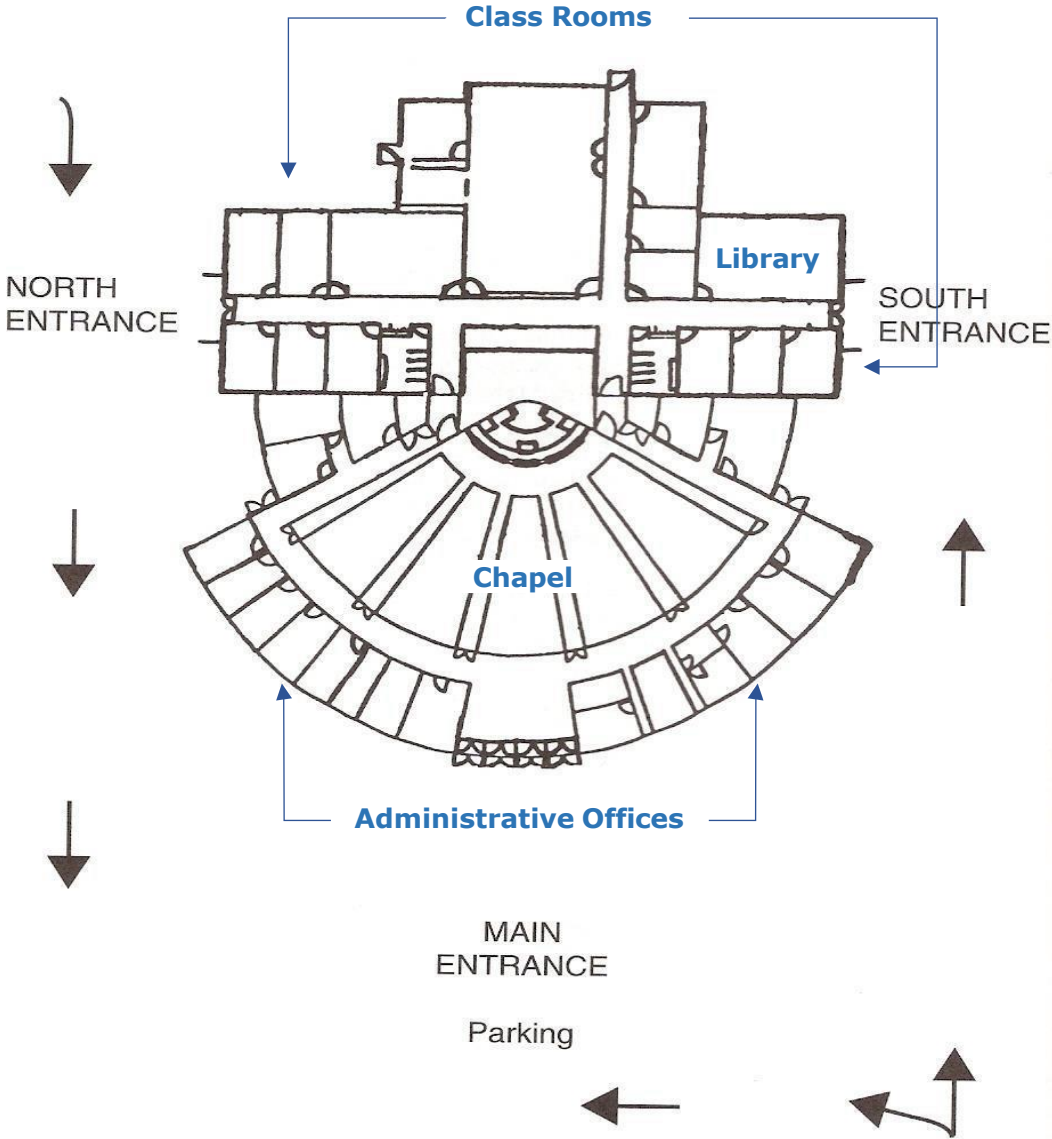 Class Rooms
Library
NORTH
ENTRANCE
SOUTH
ENTRANCE
Chapel
Administrative Offices
MAIN
ENTRANCE
Parking